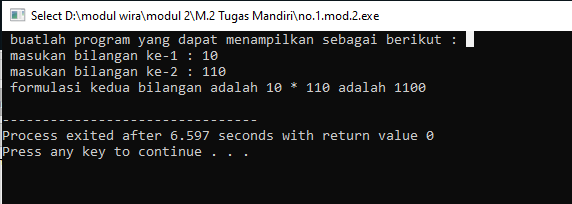 Select D:\modul wira\modul 2\M.2 Tugas Mandiri\no.1.mod.2.exe
buatlah program yang dapat menampilkan sebagai berikut :
masukan bilangan ke-1 : 10
masukan bilangan ke-2 : 110
formulasi kedua bilangan adalah 10 * 110 adalah 1100
--------------------------------
Process exited after 6.597 seconds with return value 0
Press any key to continue . . .